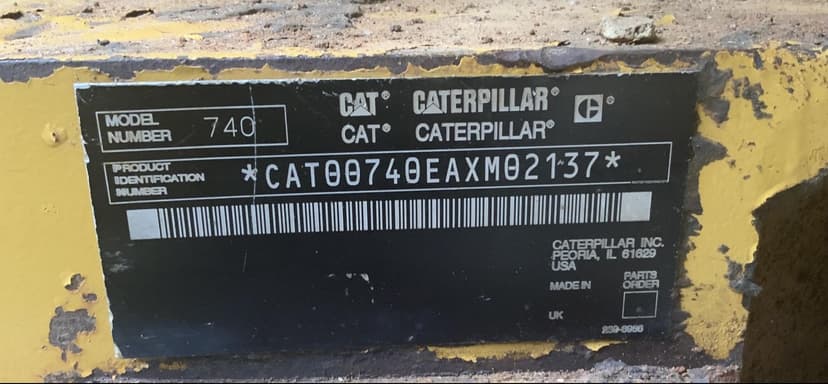 MODEL NUMBER 740
CAT® CATERPILLAR® C®
CAT® CATERPILLAR®
PRODUCT
IDENTIFICATION
NUMBER
*CAT00740EAXM02137*
CATERPILLAR INC.
PEORIA, IL 61629
USA
MADE IN
PARTS
ORDER
UK